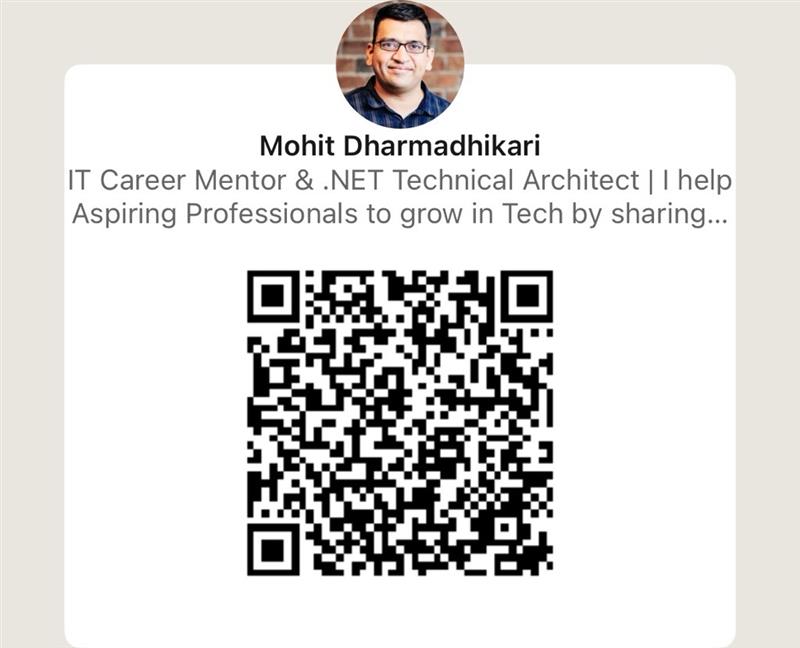 Mohit Dharmadhikari
IT Career Mentor & .NET Technical Architect | I help
Aspiring Professionals to grow in Tech by sharing...